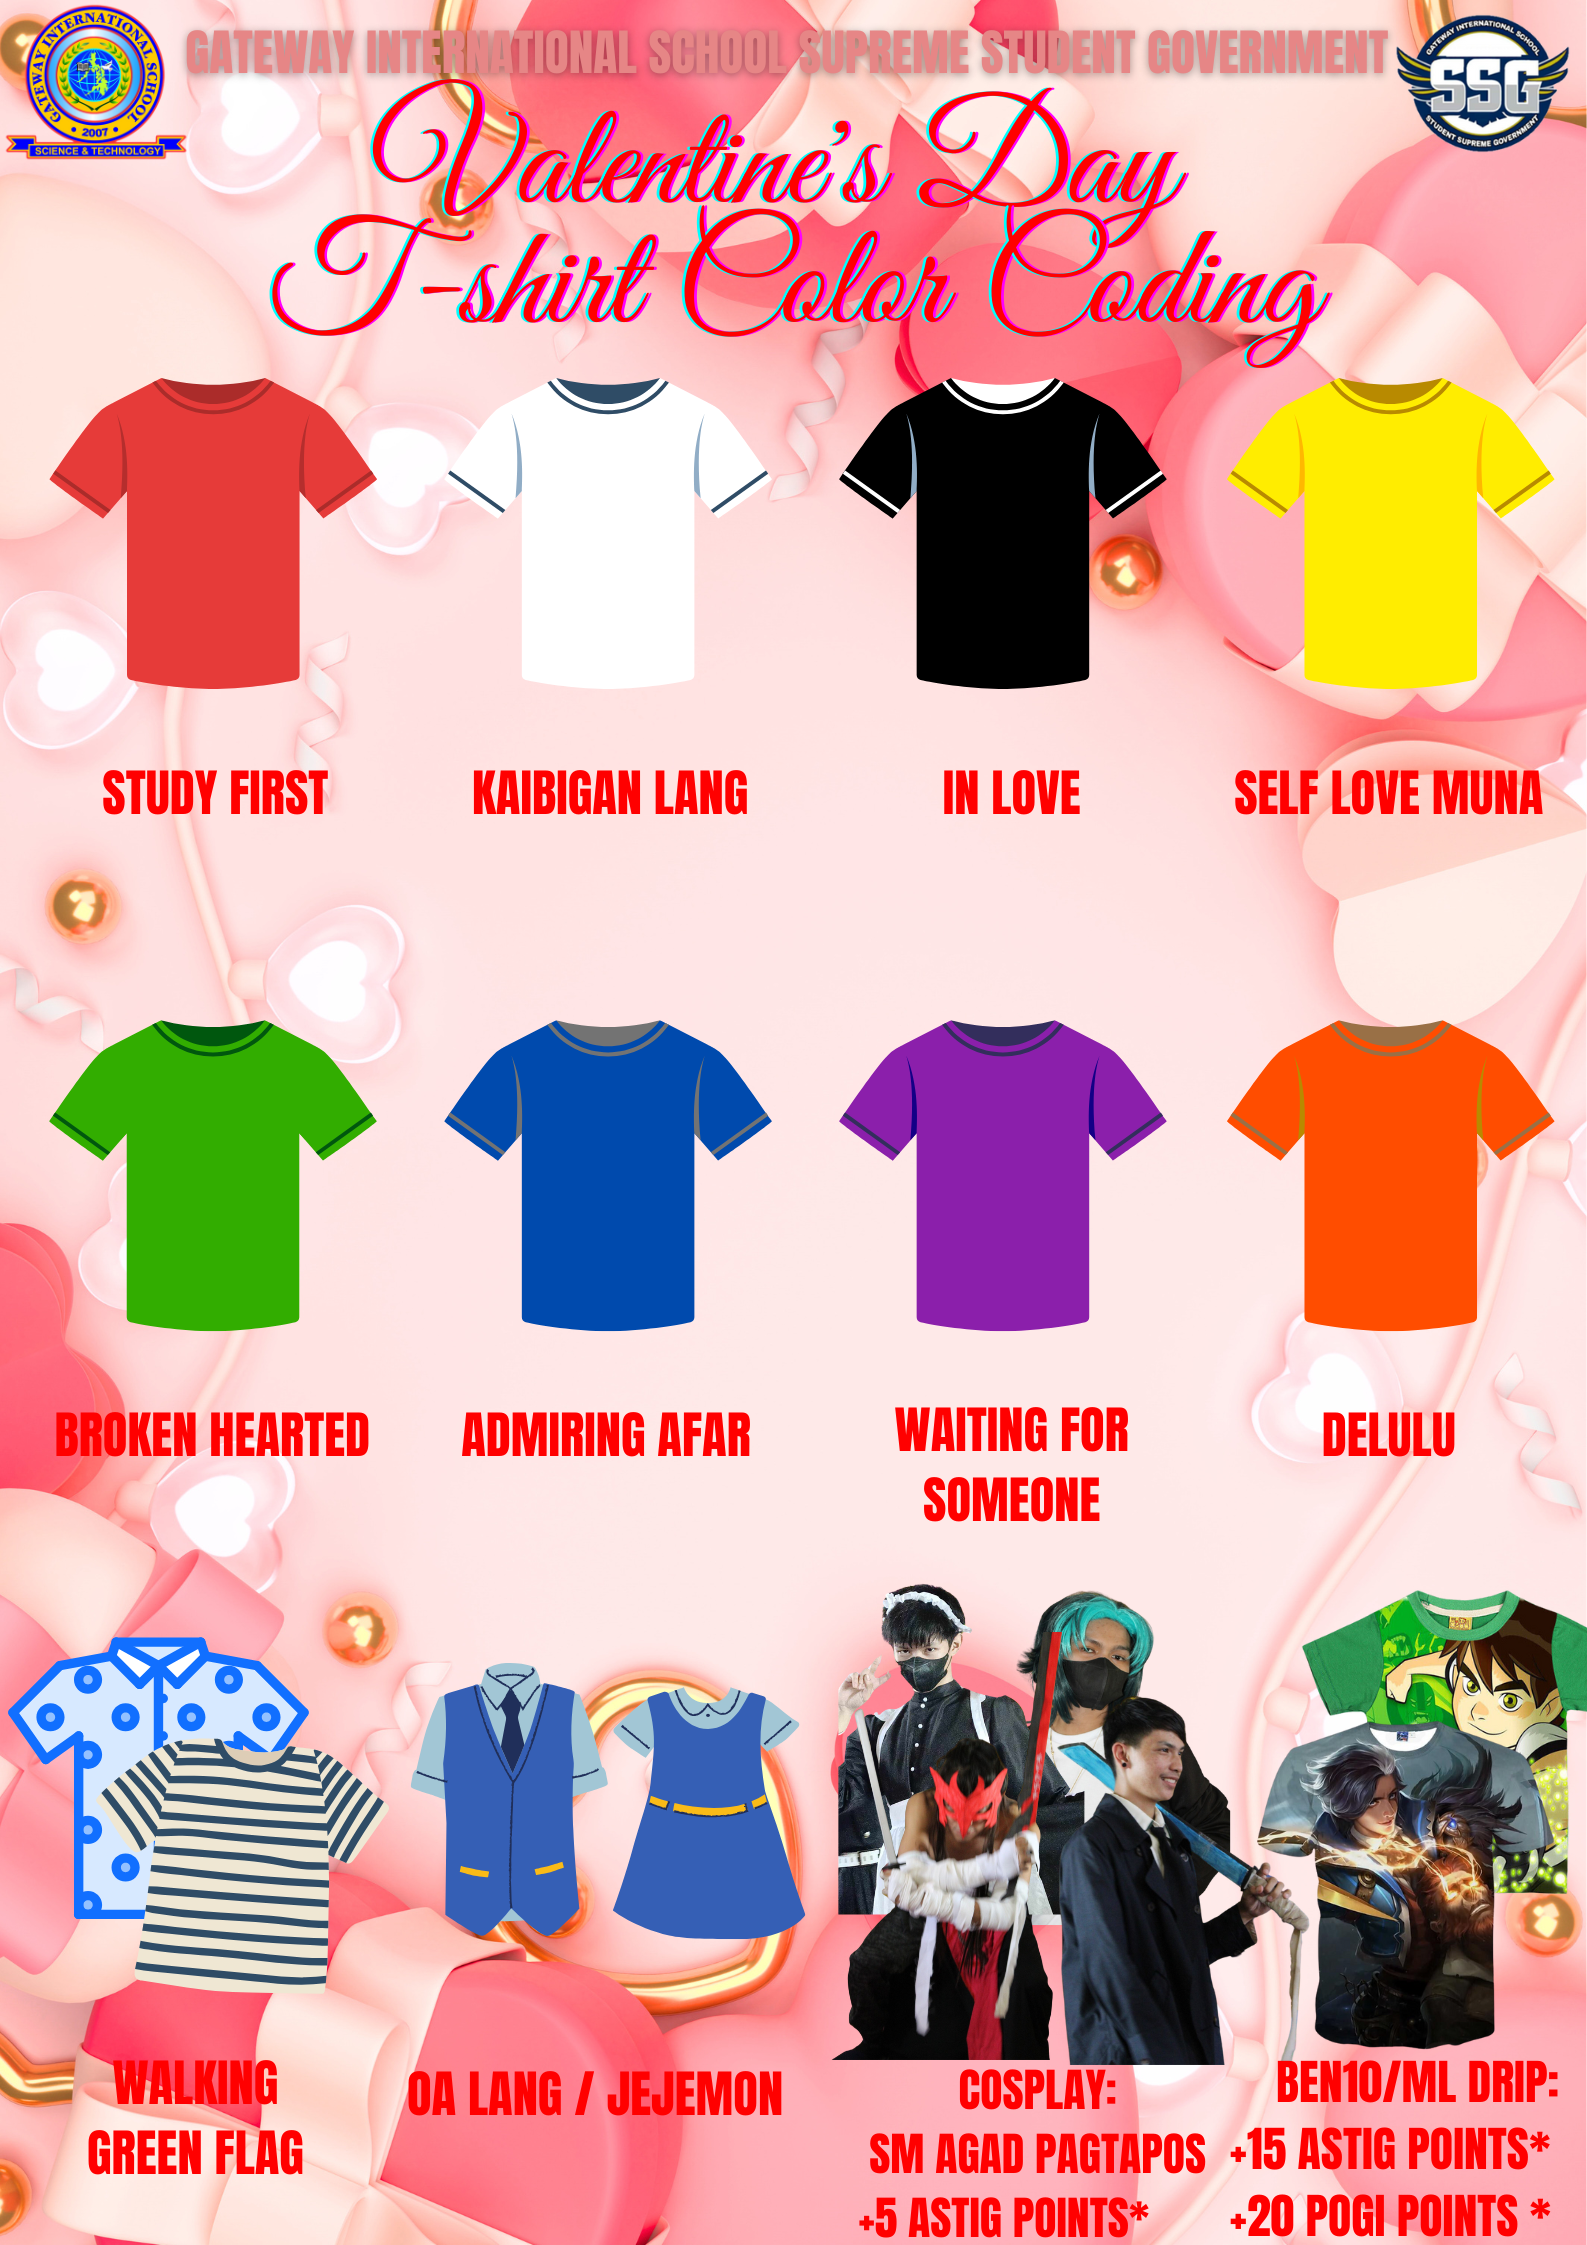 GATEWAY INTERNATIONAL SCHOOL SUPREME STUDENT GOVERNMENT
GATEWAY INTERNATIONAL SCHOOL
• 2007 •
SCIENCE & TECHNOLOGY
GATEWAY INTERNATIONAL SCHOOL
SSG
STUDENT SUPREME GOVERNMENT
Valentine's Day
T-shirt Color Coding
STUDY FIRST
KAIBIGAN LANG
IN LOVE
SELF LOVE MUNA
BROKEN HEARTED
ADMIRING AFAR
WAITING FOR
SOMEONE
DELULU
WALKING
GREEN FLAG
OA LANG / JEJEMON
COSPLAY:
SM AGAD PAGTAPOS
+5 ASTIG POINTS*
BEN10/ML DRIP:
+15 ASTIG POINTS*
+20 POGI POINTS *